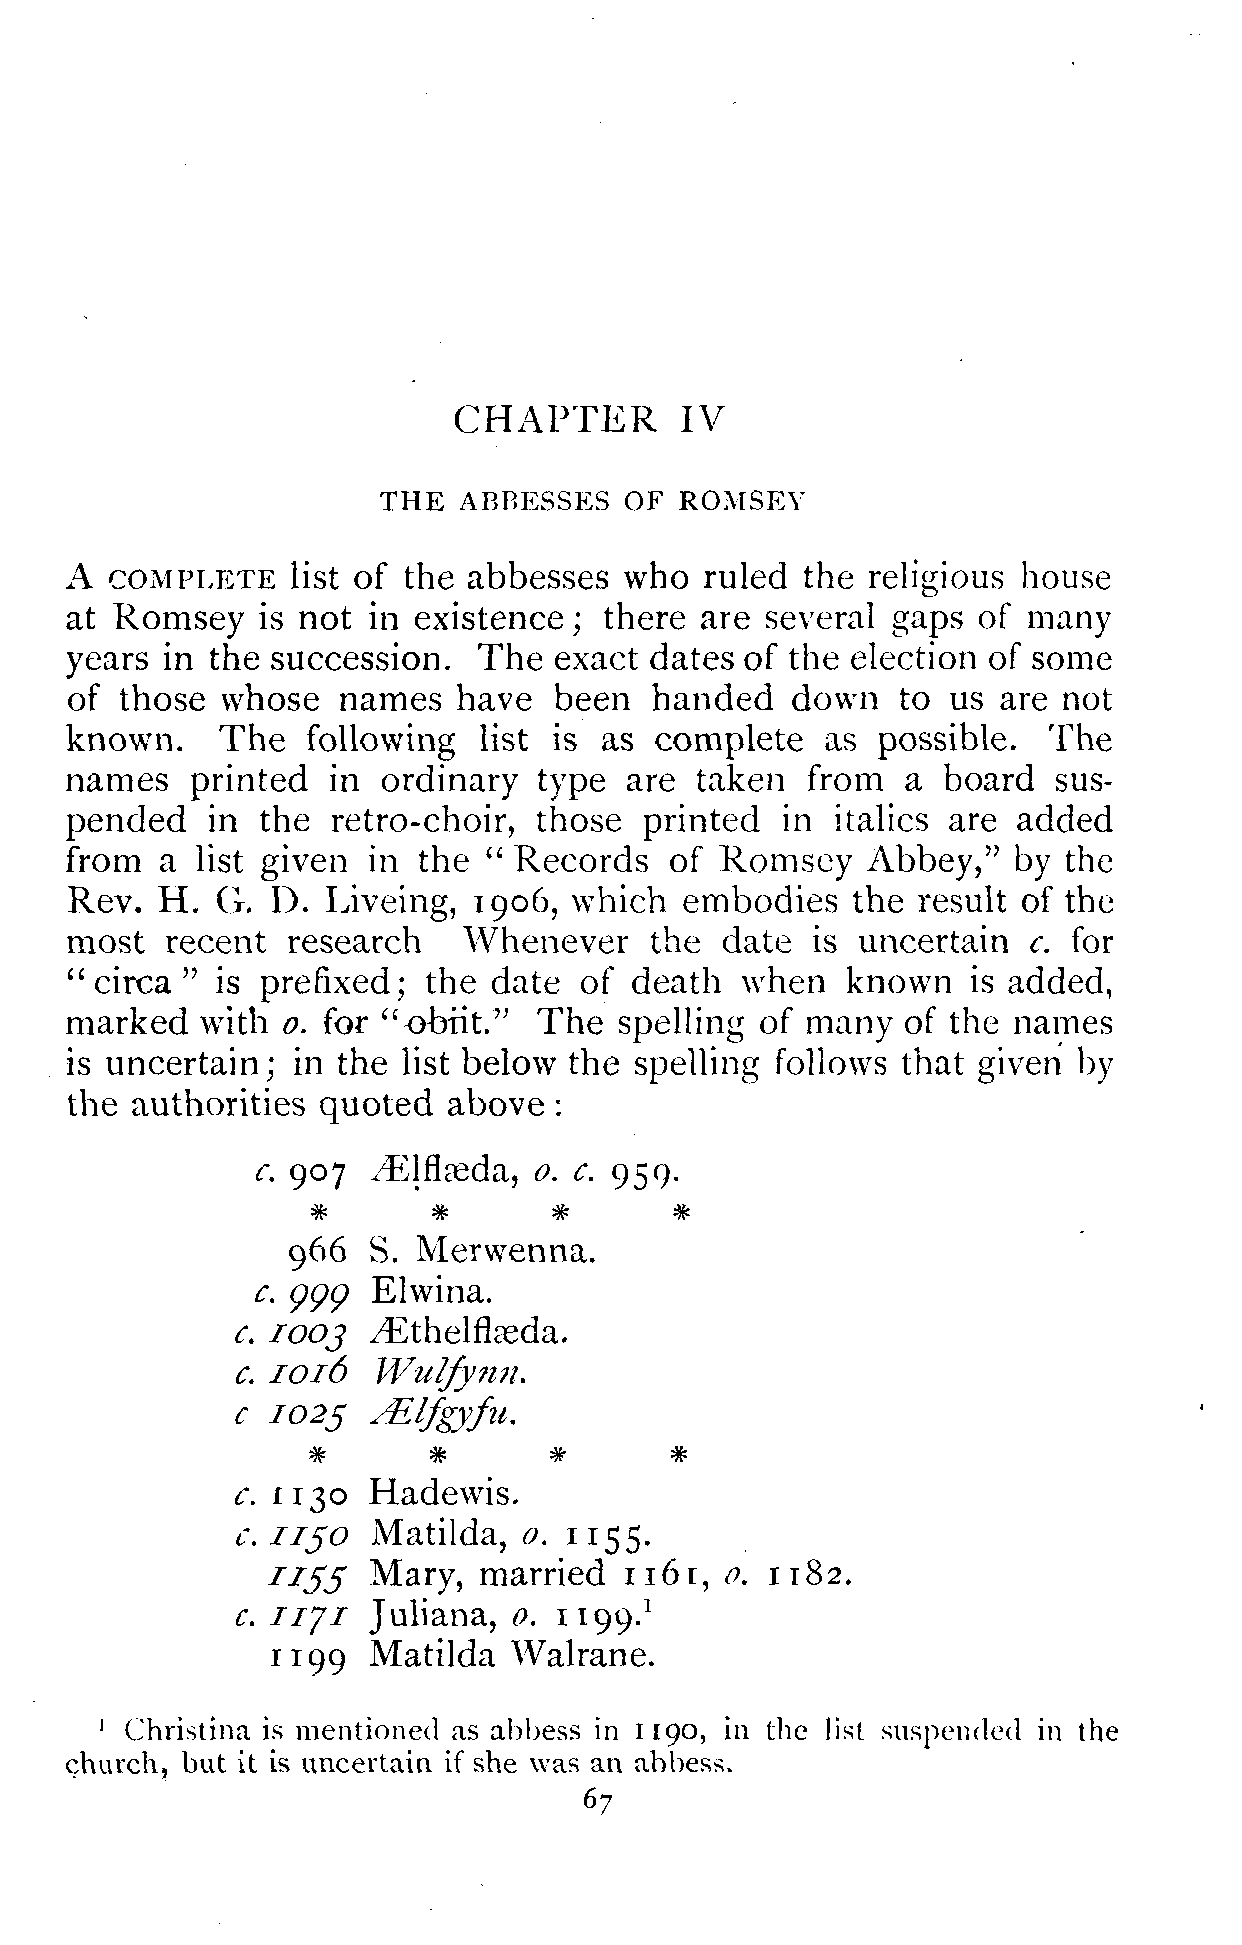 CHAPTER IV
THE ABBESSES OF ROMSEY
A COMPLETE list of the abbesses who ruled the religious house
at Romsey is not in existence; there are several gaps of many
years in the succession. The exact dates of the election of some
of those whose names have been handed down to us are not
known. The following list is as complete as possible. The
names printed in ordinary type are taken from a board sus-
pended in the retro-choir, those printed in italics are added
from a list given in the “Records of Romsey Abbey,” by the
Rev. H. G. D. Liveing, 1906, which embodies the result of the
most recent research Whenever the date is uncertain c. for
“circa” is prefixed; the date of death when known is added,
marked with o. for “obiit.” The spelling of many of the names
is uncertain; in the list below the spelling follows that given by
the authorities quoted above:
c. 907 Ælflæda, o. c. 959.
* * * *
966 S. Merwenna.
c. 999 Elwina.
c. 1003 Æthelflæda.
c. 1016 Wulfynn.
c 1025 Ælfgyfu.
* * * *
c. 1130 Hadewis.
c. 1150 Matilda, o. 1155.
1155 Mary, married 1161, o. 1182.
c. 1171 Juliana, o. 1199.¹
1199 Matilda Walrane.
¹ Christina is mentioned as abbess in 1190, in the list suspended in the
church, but it is uncertain if she was an abbess.
67